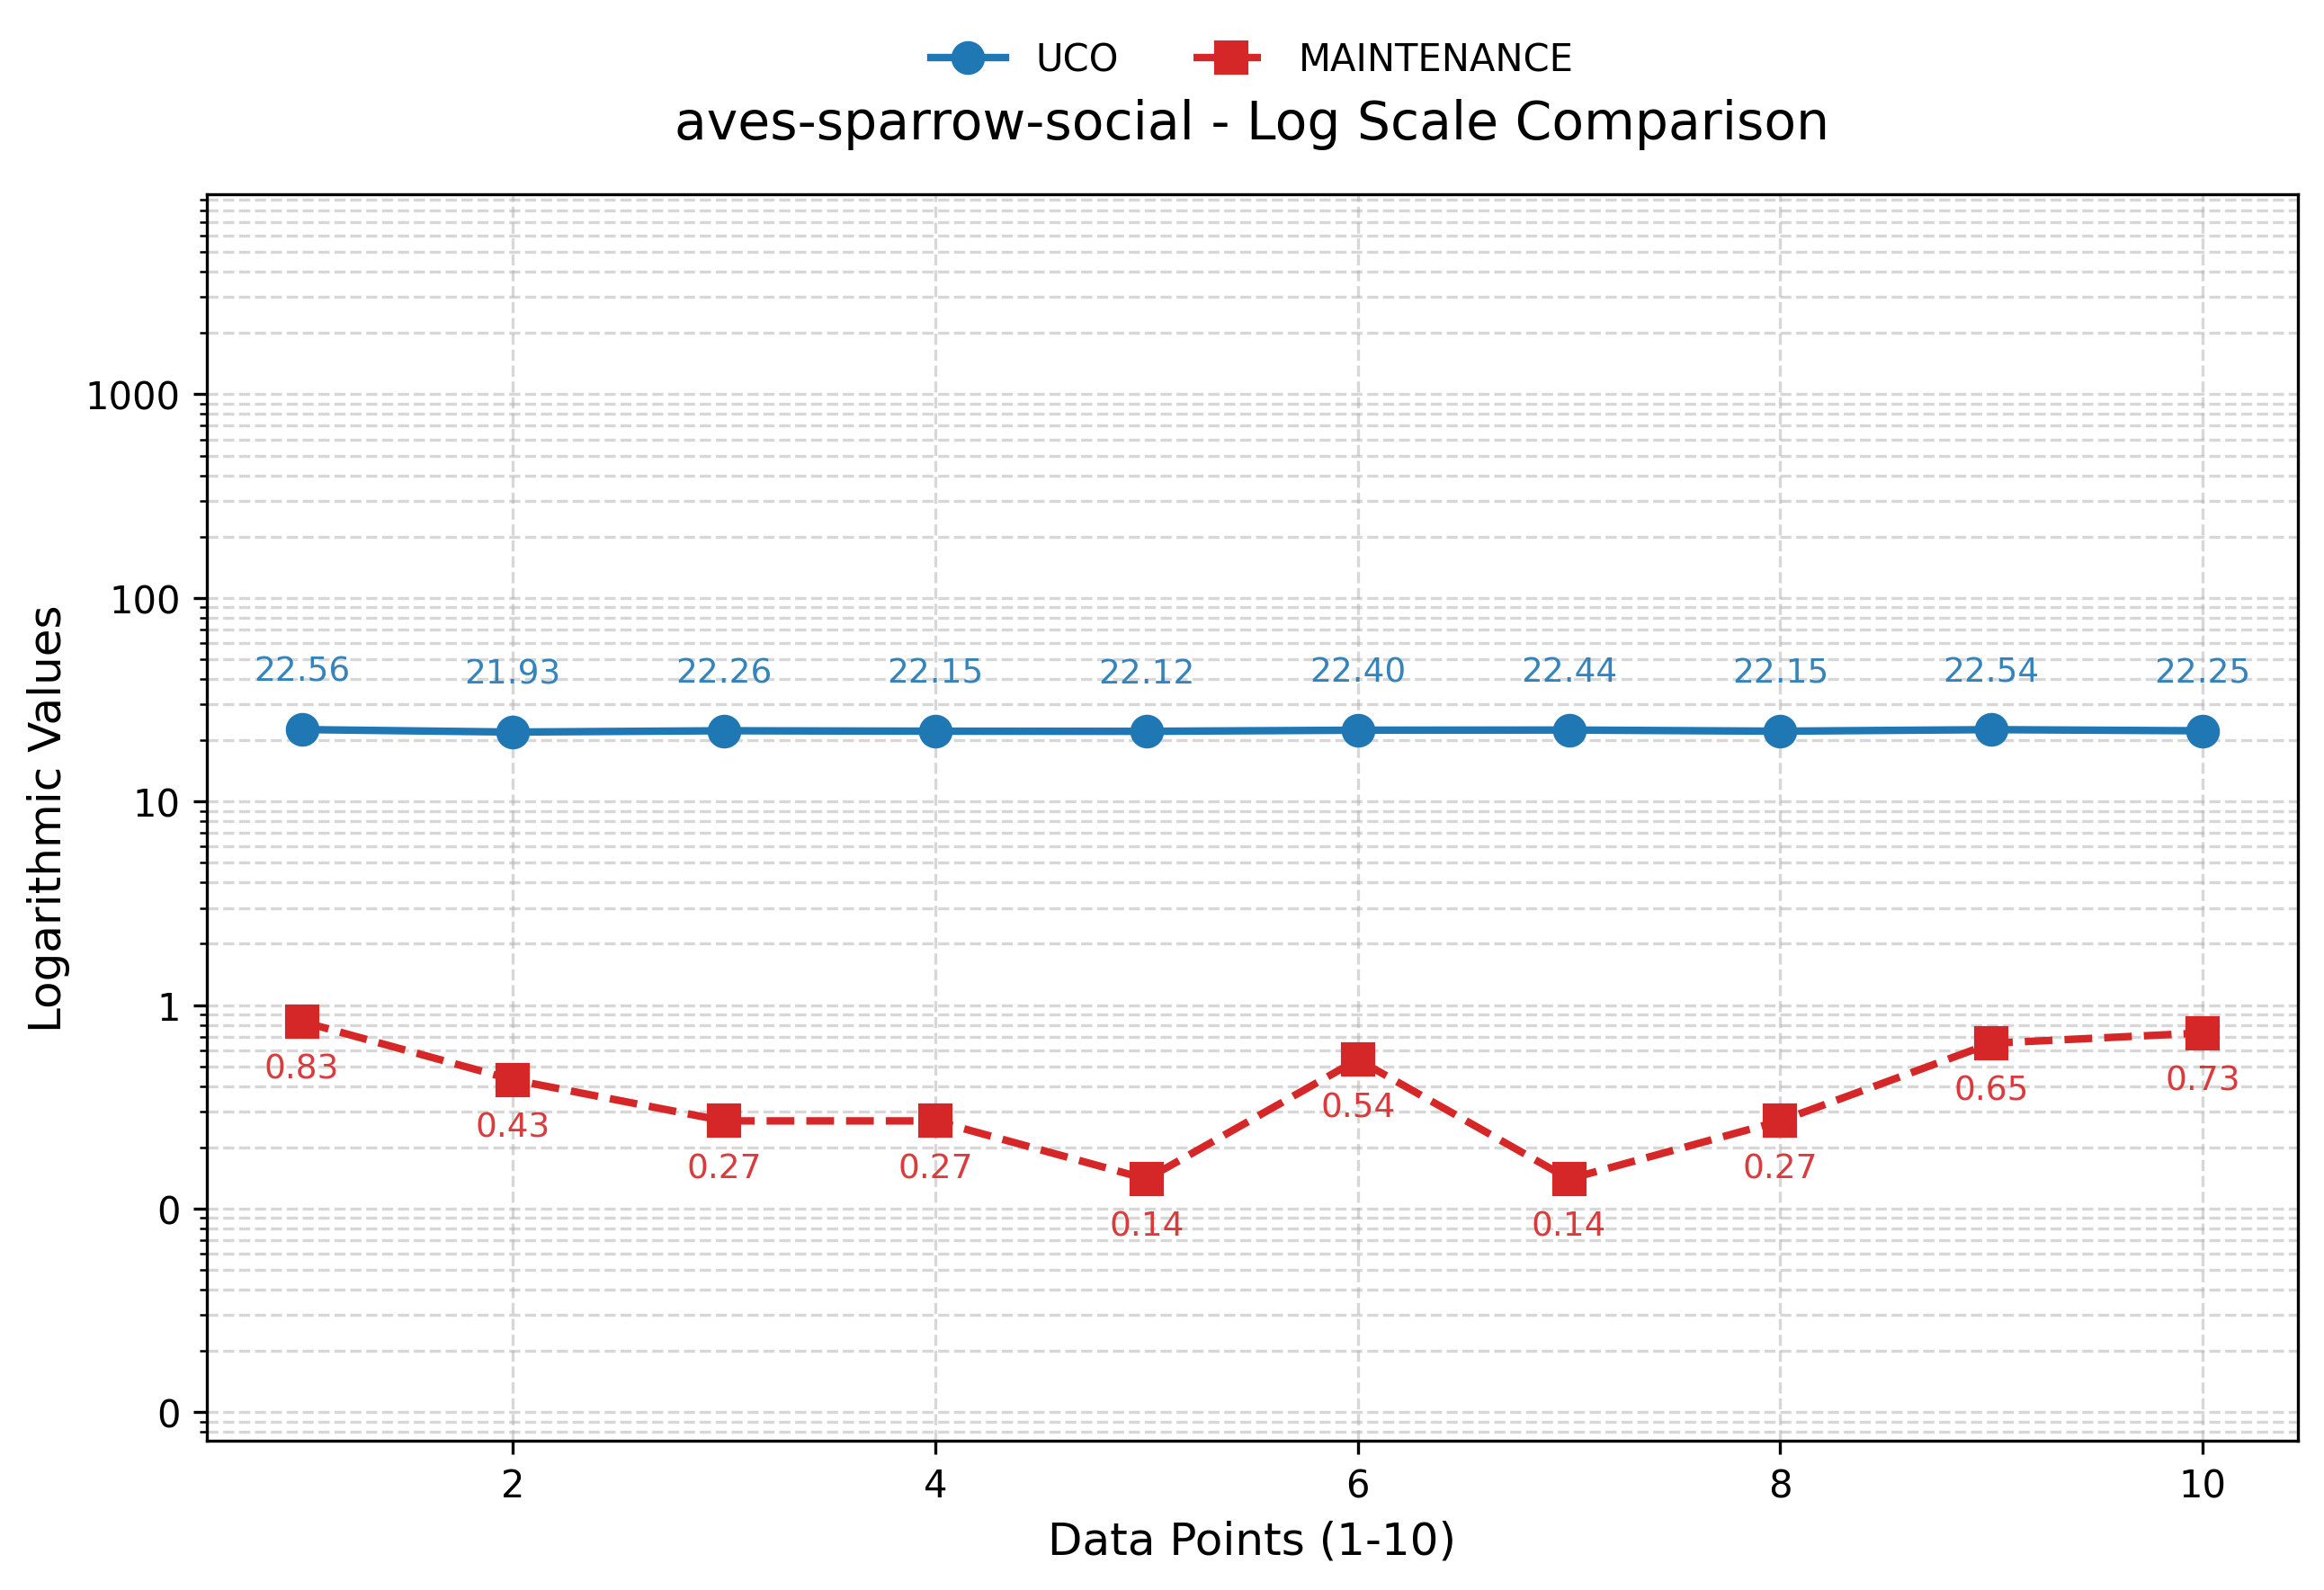 UCO MAINTENANCE
aves-sparrow-social - Log Scale Comparison
Logarithmic Values
1000
100
10
1
0
0
22.56 21.93 22.26 22.15 22.12 22.40 22.44 22.15 22.54 22.25
0.83 0.43 0.27 0.27 0.14 0.54 0.14 0.27 0.65 0.73
2 4 6 8 10
Data Points (1-10)